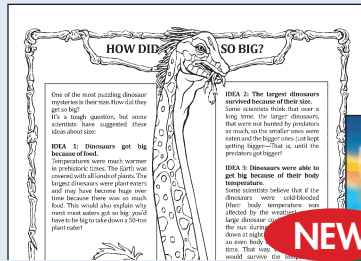 HOW DID SO BIG?
One of the most puzzling dinosaur
mysteries is their size. How did they
get so big?
It's a tough question, but some
scientists have suggested these
ideas about size:
IDEA 1: Dinosaurs got big
because of food.
Temperatures were much warmer
in prehistoric times. The Earth was
covered with all kinds of plants. The
largest dinosaurs were plant eaters
and may have become huge over
time because there was so much
food. This would also explain why
most meat eaters got so big: you'd
have to be big to take down a 50-ton
plant eater!
IDEA 2: The largest dinosaurs
survived because of their size.
Some scientists think that over a
long time, the larger dinosaurs,
that were not hunted by predators
as much, so the smaller ones were
eaten and the bigger ones just kept
getting bigger—That is, until the
predators got bigger!
IDEA 3: Dinosaurs were able to
get big because of their body
temperature.
Some scientists believe that if the
dinosaurs were cold-blooded
(their body temperature was
affected by the weather)
large dinosaur
the sun during
down at night
an even body
time. That way,
would survive the
NEW